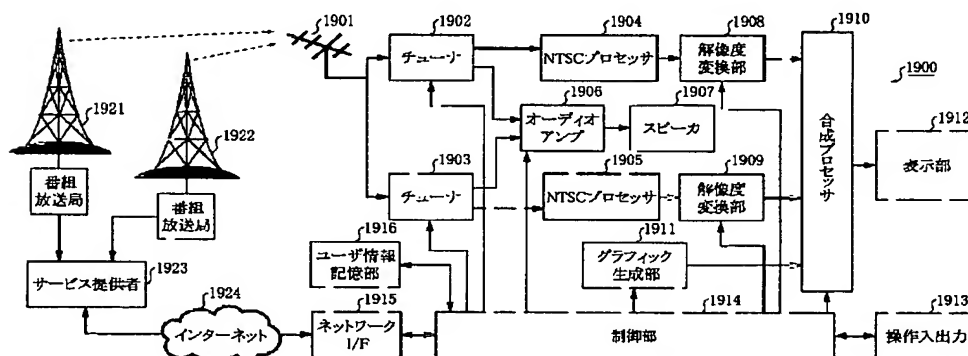 1901
1902
1904
1908
1910
チューナ
NTSCプロセッサ
解像度
変換部
1900
1921
1922
1906
1907
オーディオ
アンプ
スピーカ
合成プロセッサ
1912
表示部
1903
1905
1909
チューナ
NTSCプロセッサ
解像度
変換部
番組
放送局
番組
放送局
1916
ユーザ情報
記憶部
1911
グラフィック
生成部
1923
サービス提供者
1924
インターネット
1915
ネットワーク
I/F
1914
制御部
1913
操作入出力